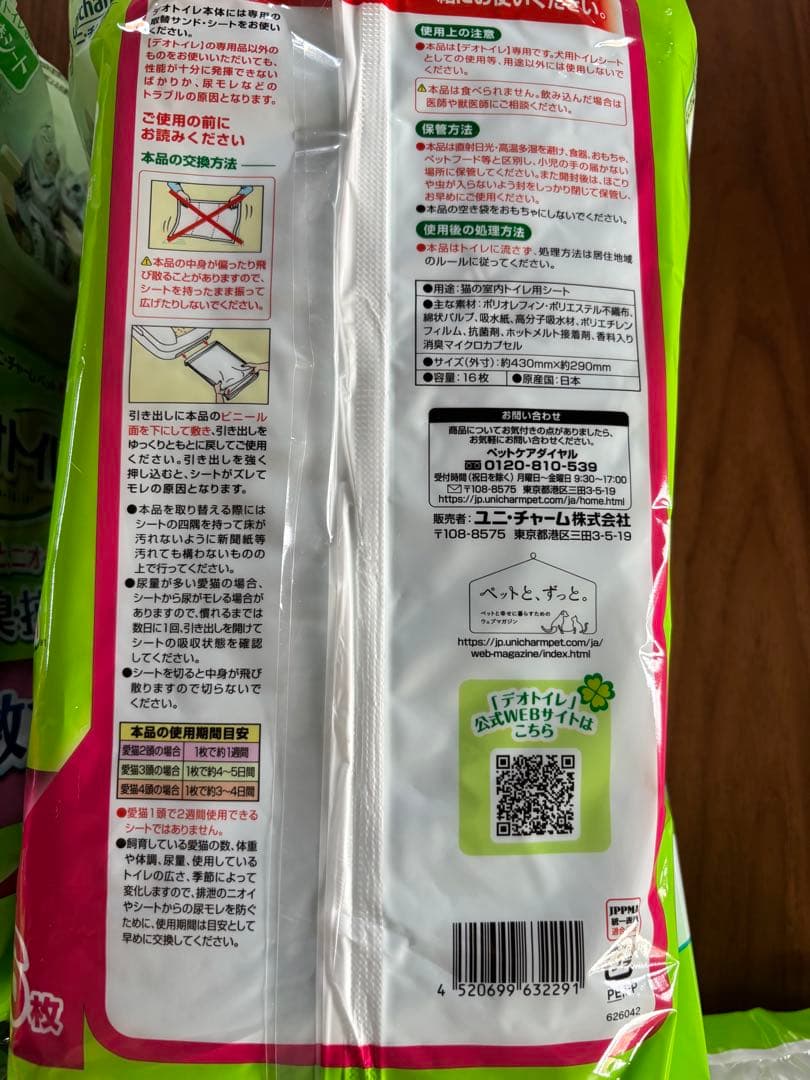 デオトイレ本体には専用の
取替サンド・シートをお使い
ください。
【デオトイレ】の専用品以外の
ものをお使いいただいても、
性能が十分に発揮できない
ばかりか、尿モレなどの
トラブルの原因となります。
ご使用の前に
お読みください
本品の交換方法
⚠本品の中身が偏ったり飛
び散ることがありますので、
シートを持ったまま振って
広げたりしないでください。
引き出しに本品のビニール
面を下にして敷き、引き出しを
ゆっくりともとに戻してご使用
ください。引き出しを強く
押し込むと、シートがズレて
モレの原因となります。
●本品を取り替える際には
シートの四隅を持って床が
汚れないように新聞紙等
汚れても構わないものの
上で行ってください。
●尿量が多い愛猫の場合、
シートから尿がモレる場合が
ありますので、慣れるまでは
数日に1回、引き出しを開けて
シートの吸収状態を確認
してください。
●シートを切ると中身が飛び
散りますので切らないで
ください。
本品の使用期間目安
愛猫2頭の場合 1枚で約1週間
愛猫3頭の場合 1枚で約4~5日間
愛猫4頭の場合 1枚で約3~4日間
●愛猫1頭で2週間使用できる
シートではありません。
●飼育している愛猫の数、体重
や体調、尿量、使用している
トイレの広さ、季節によって
変化しますので、排泄のニオイ
やシートからの尿モレを防ぐ
ために、使用期間は目安として
早めに交換してください。
枚
緒にお使いください。
使用上の注意
●本品は【デオトイレ】専用です。犬用トイレシート
としての使用等、用途以外には使用しないで
ください。
⚠本品は食べられません。飲み込んだ場合は
医師や獣医師にご相談ください。
保管方法
●本品は直射日光・高温多湿を避け、食器、おもちゃ、
ペットフード等と区別し、小児の手の届かない
場所に保管してください。また開封後は、ほこり
や虫が入らないよう封をしっかり閉じて保管し、
お早めにご使用ください。
●本品の空き袋をおもちゃにしないでください。
使用後の処理方法
●本品はトイレに流さず、処理方法は居住地域
のルールに従ってください。
●用途：猫の室内トイレ用シート
●主な素材：ポリオレフィン・ポリエステル不織布、
綿状パルプ、吸水紙、高分子吸水材、ポリエチレン
フィルム、抗菌剤、ホットメルト接着剤、香料入り
消臭マイクロカプセル
●サイズ(外寸)：約430mm×約290mm
●容量：16枚 ●原産国：日本
お問い合わせ
商品についてお気付きの点がありましたら、
お気軽にお問い合わせください。
ペットケアダイヤル
0120-810-539
受付時間(祝日を除く) 月曜日~金曜日 9:30~17:00
〒108-8575 東京都港区三田3-5-19
https://jp.unicharmpet.com/ja/home.html
販売者：ユニ・チャーム株式会社
〒108-8575 東京都港区三田3-5-19
ペットと、ずっと。
ペットと幸せに暮らすための
ウェブマガジン
https://jp.unicharmpet.com/ja/
web-magazine/index.html
「デオトイレ」
公式WEBサイトは
こちら
JPPMA
4 520699 632291
プラ
PE,PP
626042